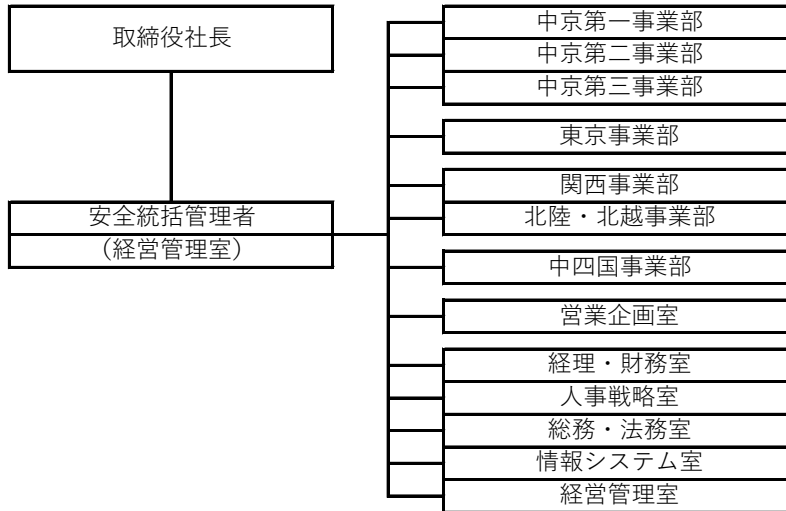 取締役社長
安全統括管理者
(経営管理室)
中京第一事業部
中京第二事業部
中京第三事業部
東京事業部
関西事業部
北陸・北越事業部
中四国事業部
営業企画室
経理・財務室
人事戦略室
総務・法務室
情報システム室
経営管理室